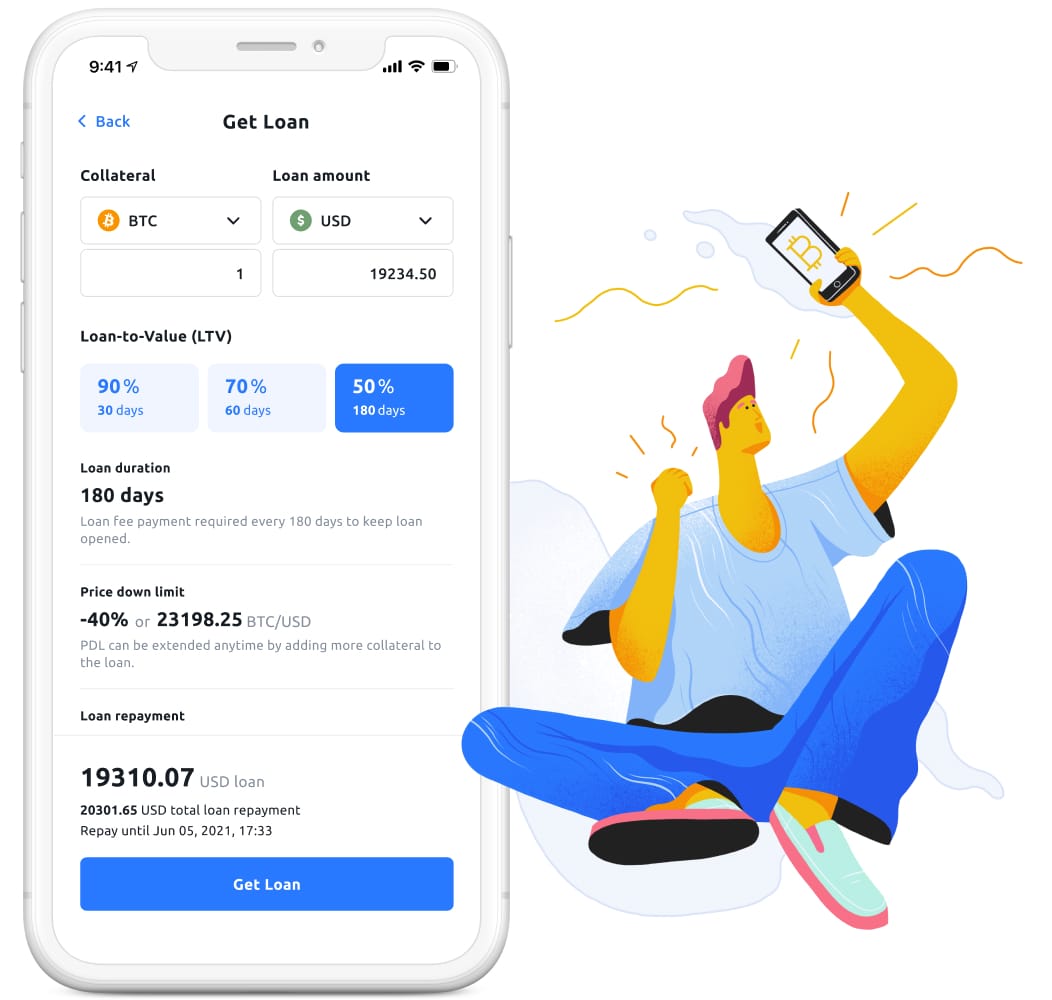 9:41
Back
Get Loan
Collateral
Loan amount
BTC
USD
1
19234.50
Loan-to-Value (LTV)
90%
70%
50%
30 days
60 days
180 days
Loan duration
180 days
Loan fee payment required every 180 days to keep loan
opened.
Price down limit
-40% or 23198.25 BTC/USD
PDL can be extended anytime by adding more collateral to
the loan.
Loan repayment
19310.07 USD loan
20301.65 USD total loan repayment
Repay until Jun 05, 2021, 17:33
Get Loan